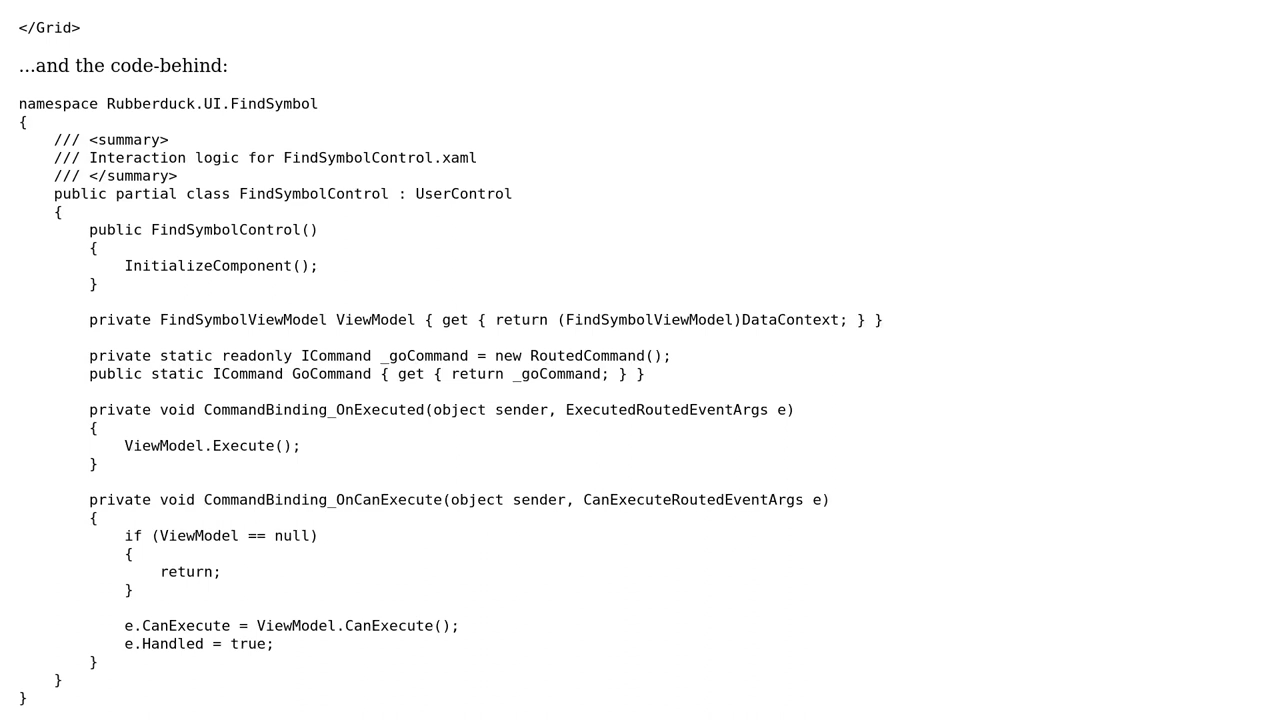 </Grid>
...and the code-behind:
namespace Rubberduck.UI.FindSymbol
{
    /// <summary>
    /// Interaction logic for FindSymbolControl.xaml
    /// </summary>
    public partial class FindSymbolControl : UserControl
    {
        public FindSymbolControl()
        {
            InitializeComponent();
        }

        private FindSymbolViewModel ViewModel { get { return (FindSymbolViewModel)DataContext; } }

        private static readonly ICommand _goCommand = new RoutedCommand();
        public static ICommand GoCommand { get { return _goCommand; } }

        private void CommandBinding_OnExecuted(object sender, ExecutedRoutedEventArgs e)
        {
            ViewModel.Execute();
        }

        private void CommandBinding_OnCanExecute(object sender, CanExecuteRoutedEventArgs e)
        {
            if (ViewModel == null)
            {
                return;
            }

            e.CanExecute = ViewModel.CanExecute();
            e.Handled = true;
        }
    }
}